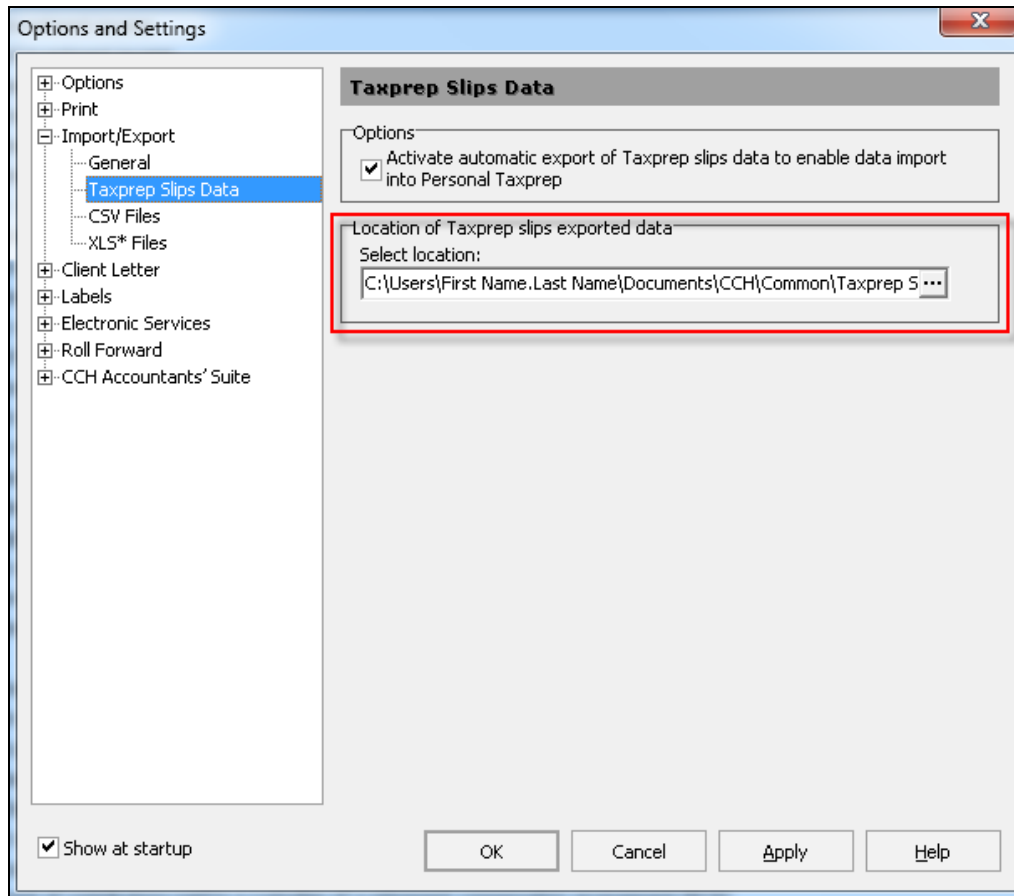 Options and Settings
x
Options
Print
Import/Export
General
Taxprep Slips Data
CSV Files
XLS* Files
Client Letter
Labels
Electronic Services
Roll Forward
CCH Accountants' Suite
Taxprep Slips Data
Options
Activate automatic export of Taxprep slips data to enable data import
into Personal Taxprep
Location of Taxprep slips exported data
Select location:
C:\Users\First Name.Last Name\Documents\CCH\Common\Taxprep S ...
Show at startup
OK
Cancel
Apply
Help